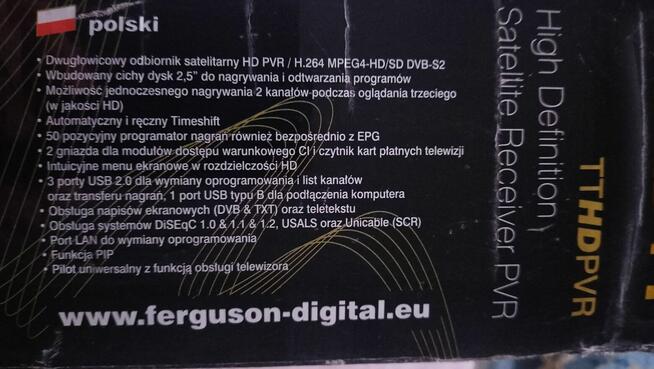 polski
• Dwugłowicowy odbiornik satelitarny HD PVR / H.264 MPEG4-HD/SD DVB-S2
• Wbudowany cichy dysk 2,5" do nagrywania i odtwarzania programów
• Możliwość jednoczesnego nagrywania 2 kanałów podczas oglądania trzeciego
(w jakości HD)
• Automatyczny i ręczny Timeshift
• 50 pozycyjny programator nagrań również bezpośrednio z EPG
• 2 gniazda dla modułów dostępu warunkowego CI i czytnik kart płatnych telewizji
• Intuicyjne menu ekranowe w rozdzielczości HD
• 3 porty USB 2.0 dla wymiany oprogramowania i list kanałów
oraz transferu nagrań, 1 port USB typu B dla podłączenia komputera
• Obsługa napisów ekranowych (DVB & TXT) oraz teletekstu
• Obsługa systemów DiSEqC 1.0 & 1.1 & 1.2, USALS oraz Unicable (SCR)
• Port LAN do wymiany oprogramowania
• Funkcja PIP
• Pilot uniwersalny z funkcją obsługi telewizora
www.ferguson-digital.eu
High Definition
Satellite Receiver PVR
TTHDPVR